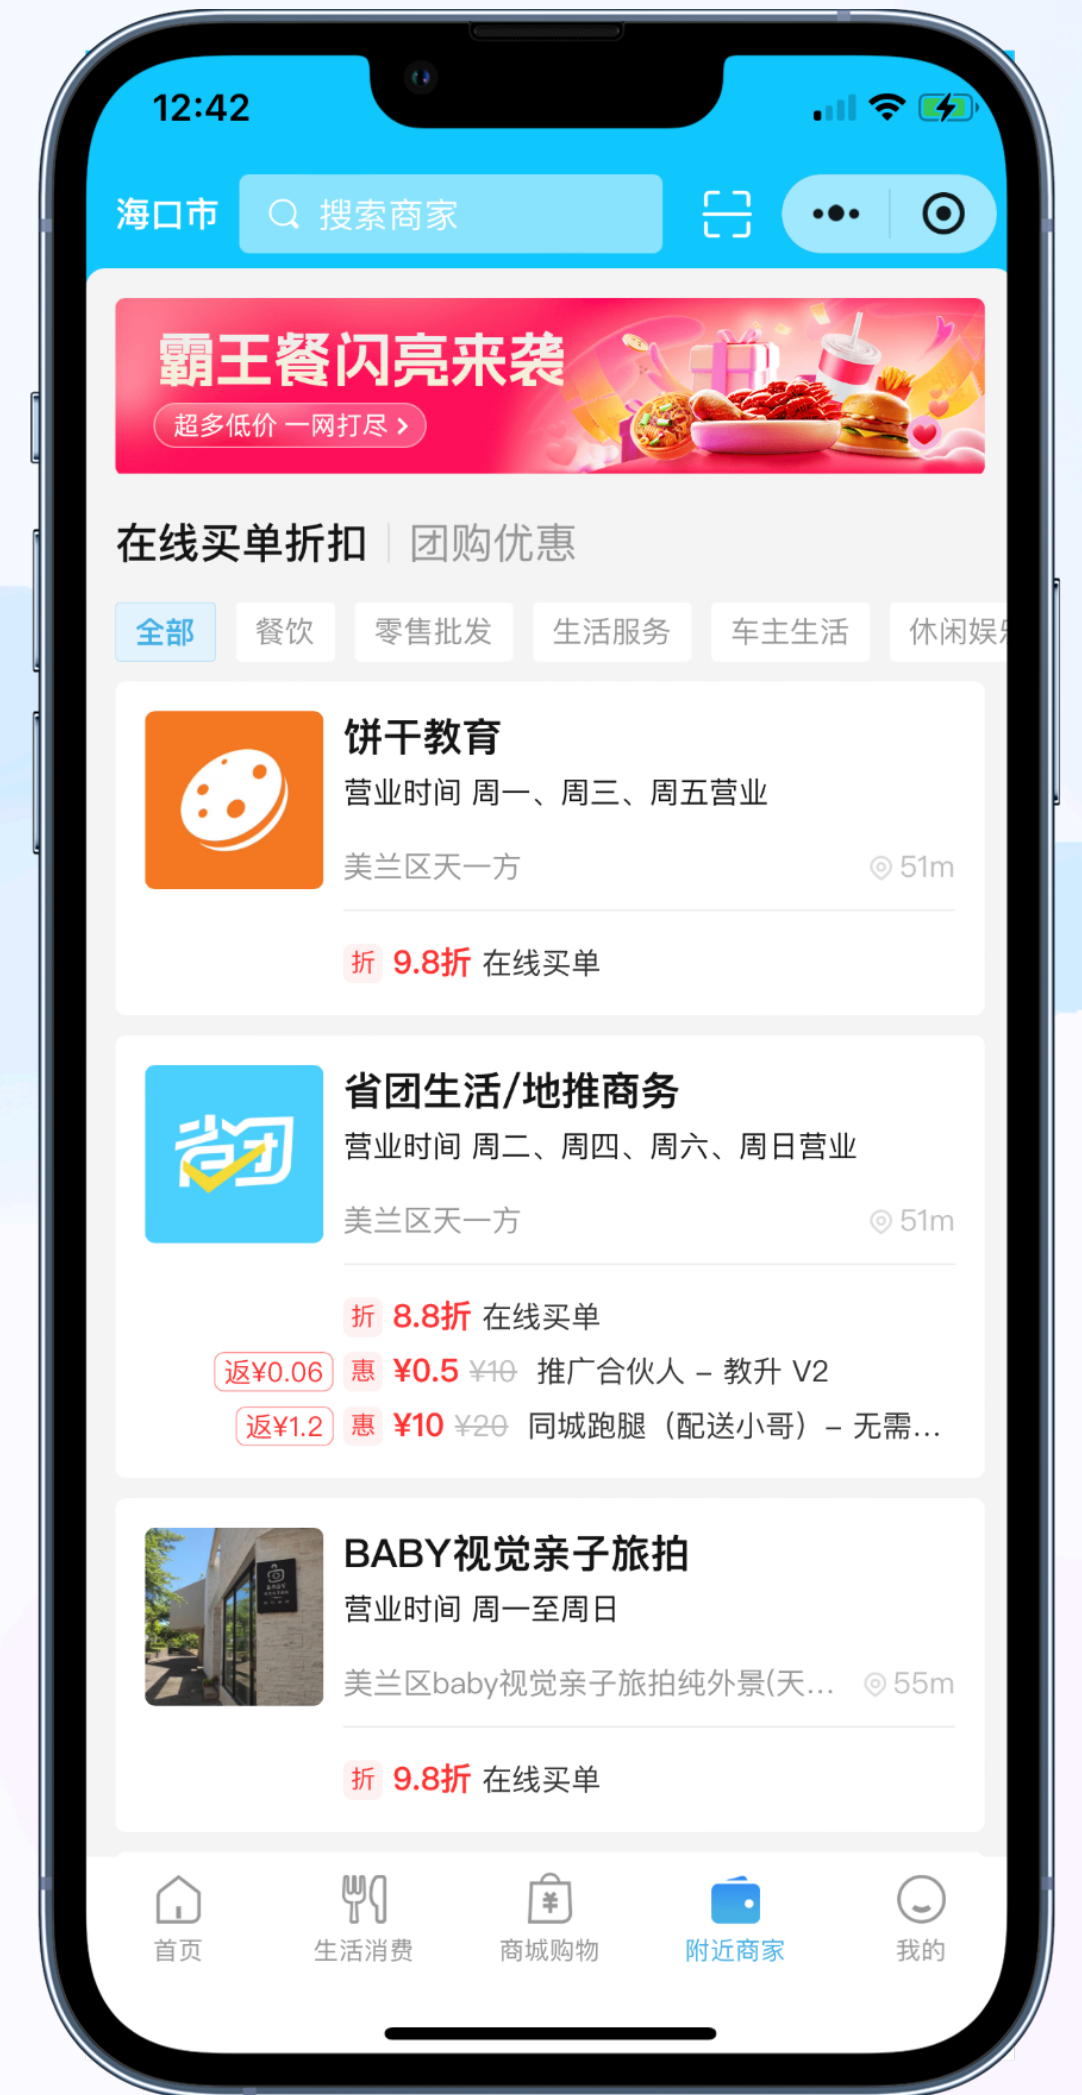 12:42
海口市
搜索商家
霸王餐闪亮来袭
超多低价 一网打尽
在线买单折扣
团购优惠
全部
餐饮
零售批发
生活服务
车主生活
休闲娱乐
饼干教育
营业时间 周一、周三、周五营业
美兰区天一方
51m
折 9.8折 在线买单
省团
省团生活/地推商务
营业时间 周二、周四、周六、周日营业
美兰区天一方
51m
折 8.8折 在线买单
返¥0.06 惠 ¥0.5 ¥10 推广合伙人 – 教升 V2
返¥1.2 惠 ¥10 ¥20 同城跑腿（配送小哥）– 无需...
BABY
BABY视觉亲子旅拍
营业时间 周一至周日
美兰区baby视觉亲子旅拍纯外景(天...
55m
折 9.8折 在线买单
首页
生活消费
商城购物
附近商家
我的